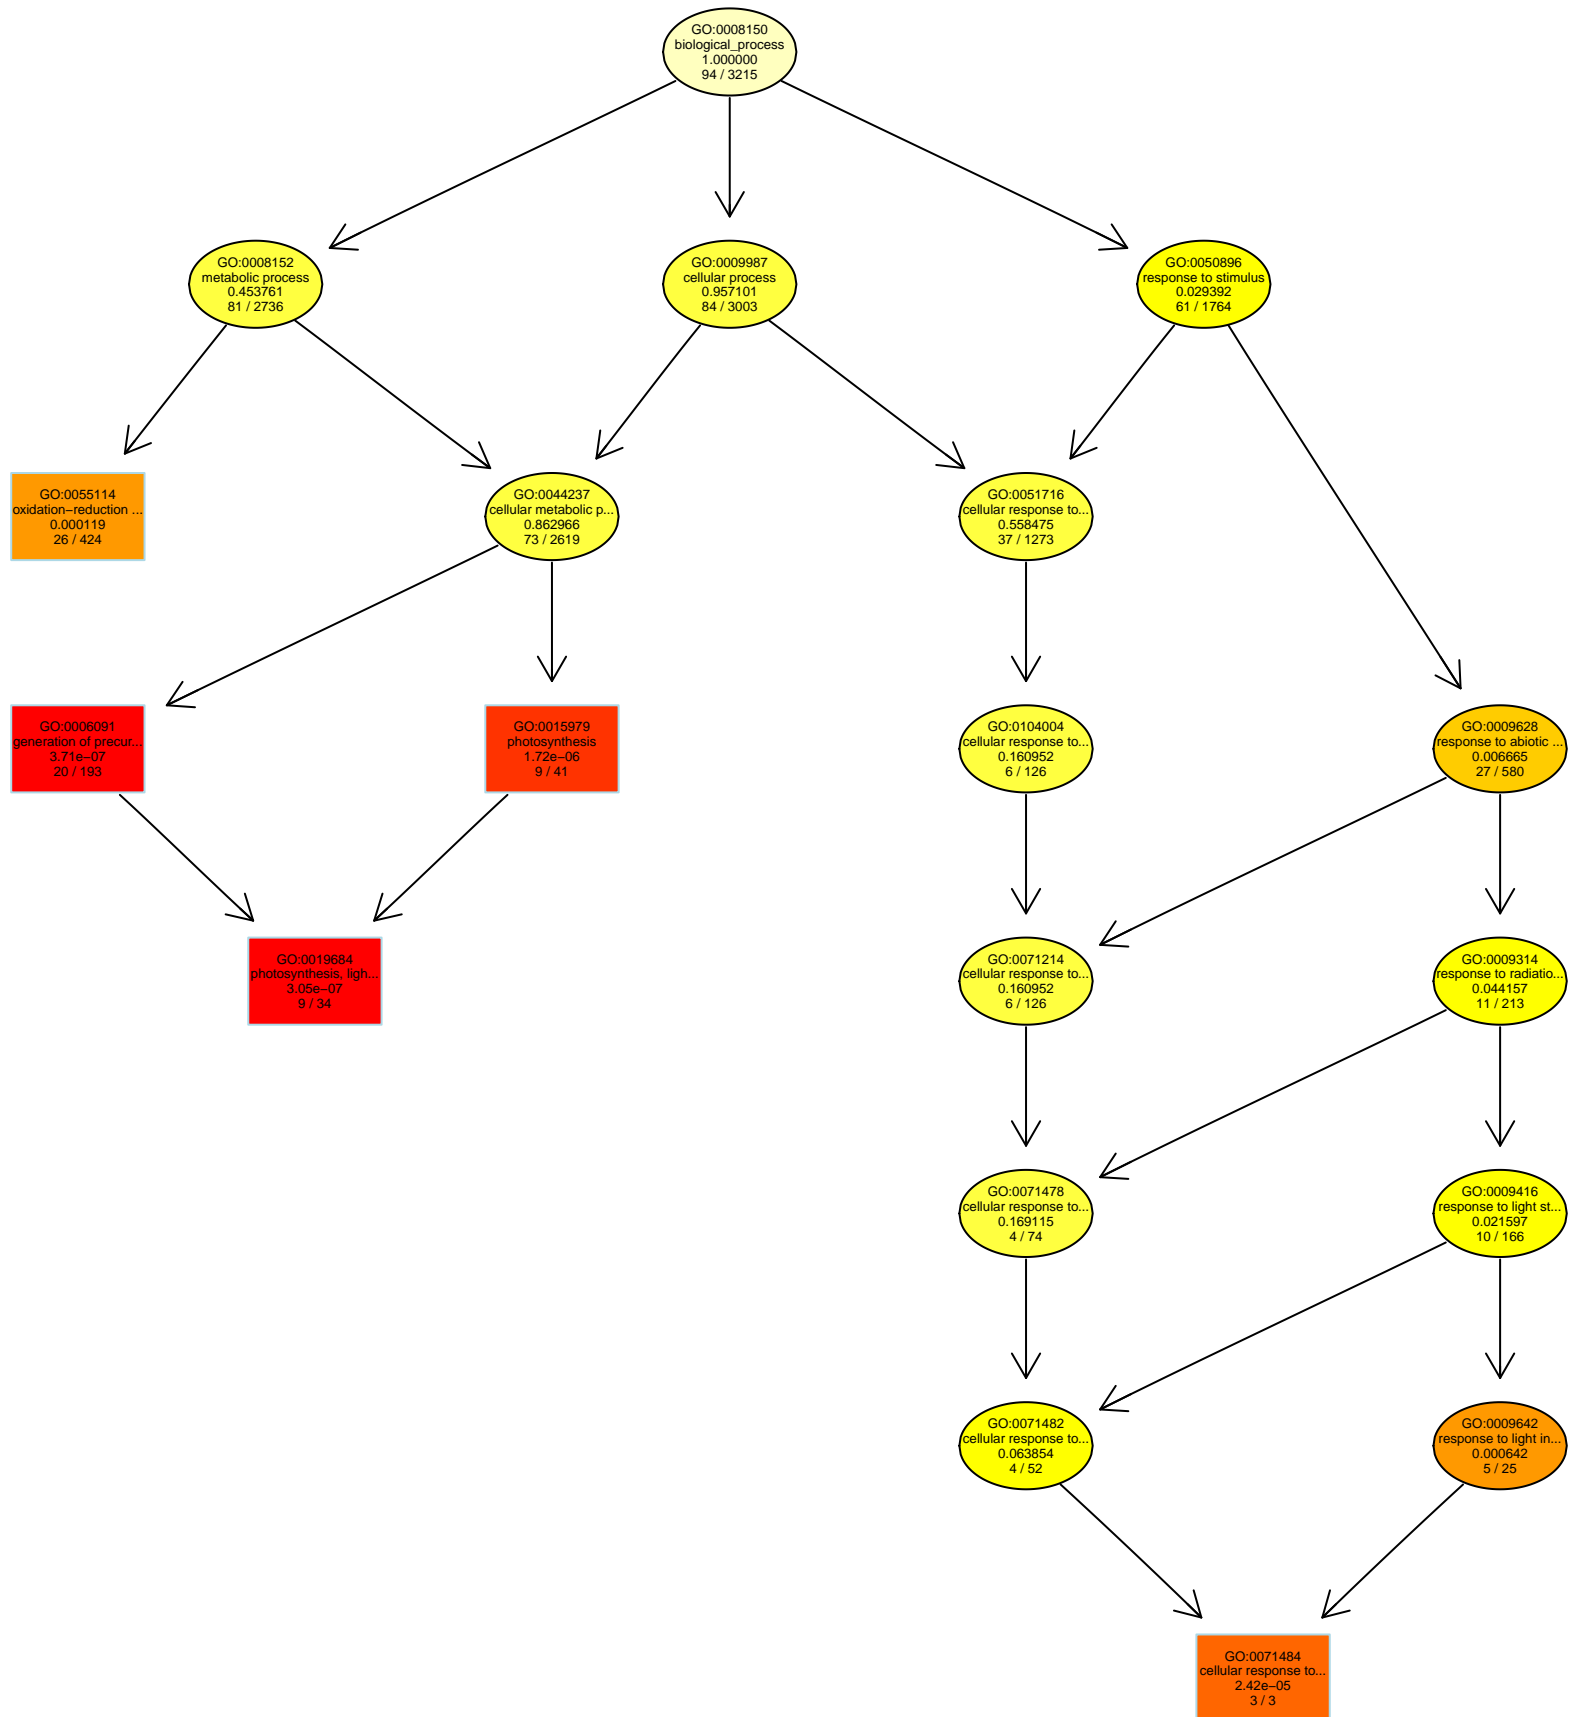 GO:0008150
biological_process
1.000000
94 / 3215
GO:0008152
metabolic process
0.453761
81 / 2736
GO:0009987
cellular process
0.957101
84 / 3003
GO:0050896
response to stimulus
0.029392
61 / 1764
GO:0055114
oxidation−reduction ...
0.000119
26 / 424
GO:0044237
cellular metabolic p...
0.862966
73 / 2619
GO:0051716
cellular response to...
0.558475
37 / 1273
GO:0006091
generation of precur...
3.71e−07
20 / 193
GO:0015979
photosynthesis
1.72e−06
9 / 41
GO:0104004
cellular response to...
0.160952
6 / 126
GO:0009628
response to abiotic ...
0.006665
27 / 580
GO:0019684
photosynthesis, ligh...
3.05e−07
9 / 34
GO:0071214
cellular response to...
0.160952
6 / 126
GO:0009314
response to radiatio...
0.044157
11 / 213
GO:0071478
cellular response to...
0.169115
4 / 74
GO:0009416
response to light st...
0.021597
10 / 166
GO:0071482
cellular response to...
0.063854
4 / 52
GO:0009642
response to light in...
0.000642
5 / 25
GO:0071484
cellular response to...
2.42e−05
3 / 3